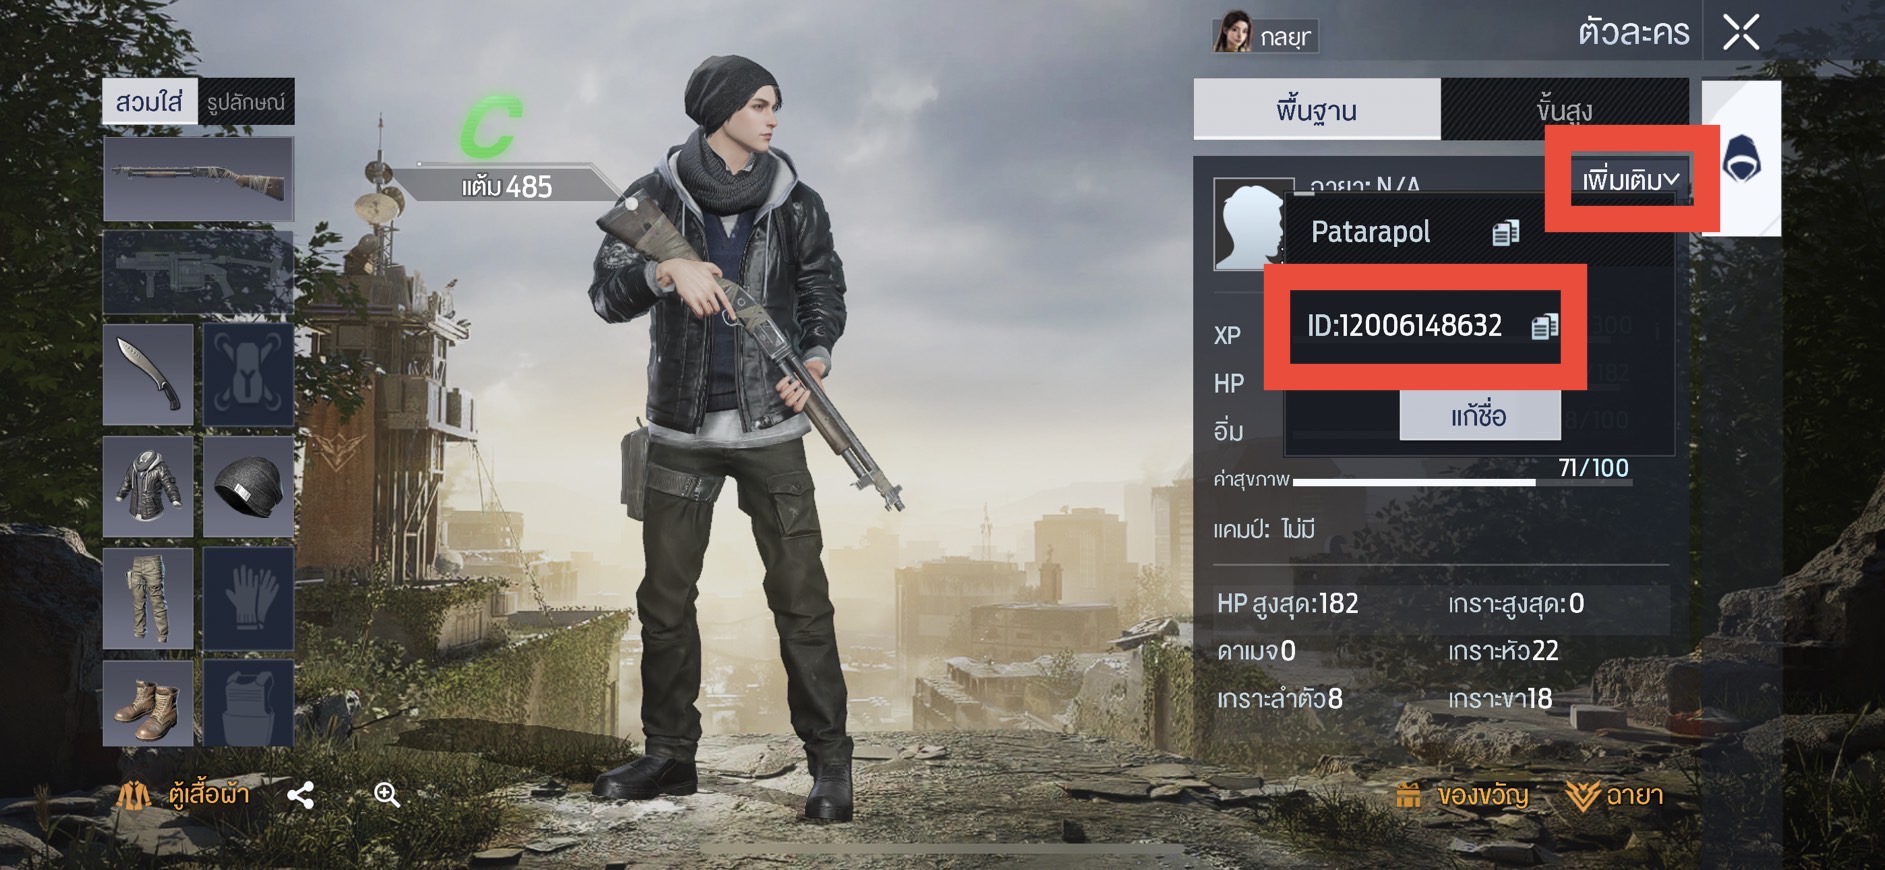 กลยุท
ตัวละคร
สวมใส่
รูปลักษณ์
พื้นฐาน
ขั้นสูง
C
แต้ม 485
ฉายา: N/A
เพิ่มเติม
Patarapol
ID:12006148632
แก้ชื่อ
XP
HP
อิ่ม
ค่าสุขภาพ
71/100
แคมป์: ไม่มี
HP สูงสุด:182
เกราะสูงสุด:0
ดาเมจ0
เกราะหัว22
เกราะลำตัว8
เกราะขา18
ตู้เสื้อผ้า
ของขวัญ
ฉายา